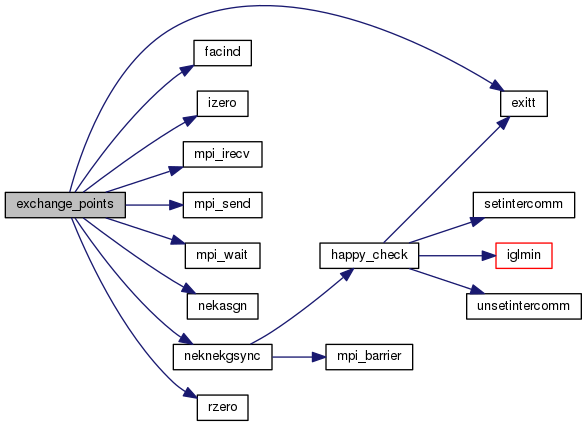 facind
izero
exitt
mpi_irecv
exchange_points
mpi_send
setintercomm
mpi_wait
happy_check
iglmin
nekasgn
unsetintercomm
neknekgsync
mpi_barrier
rzero